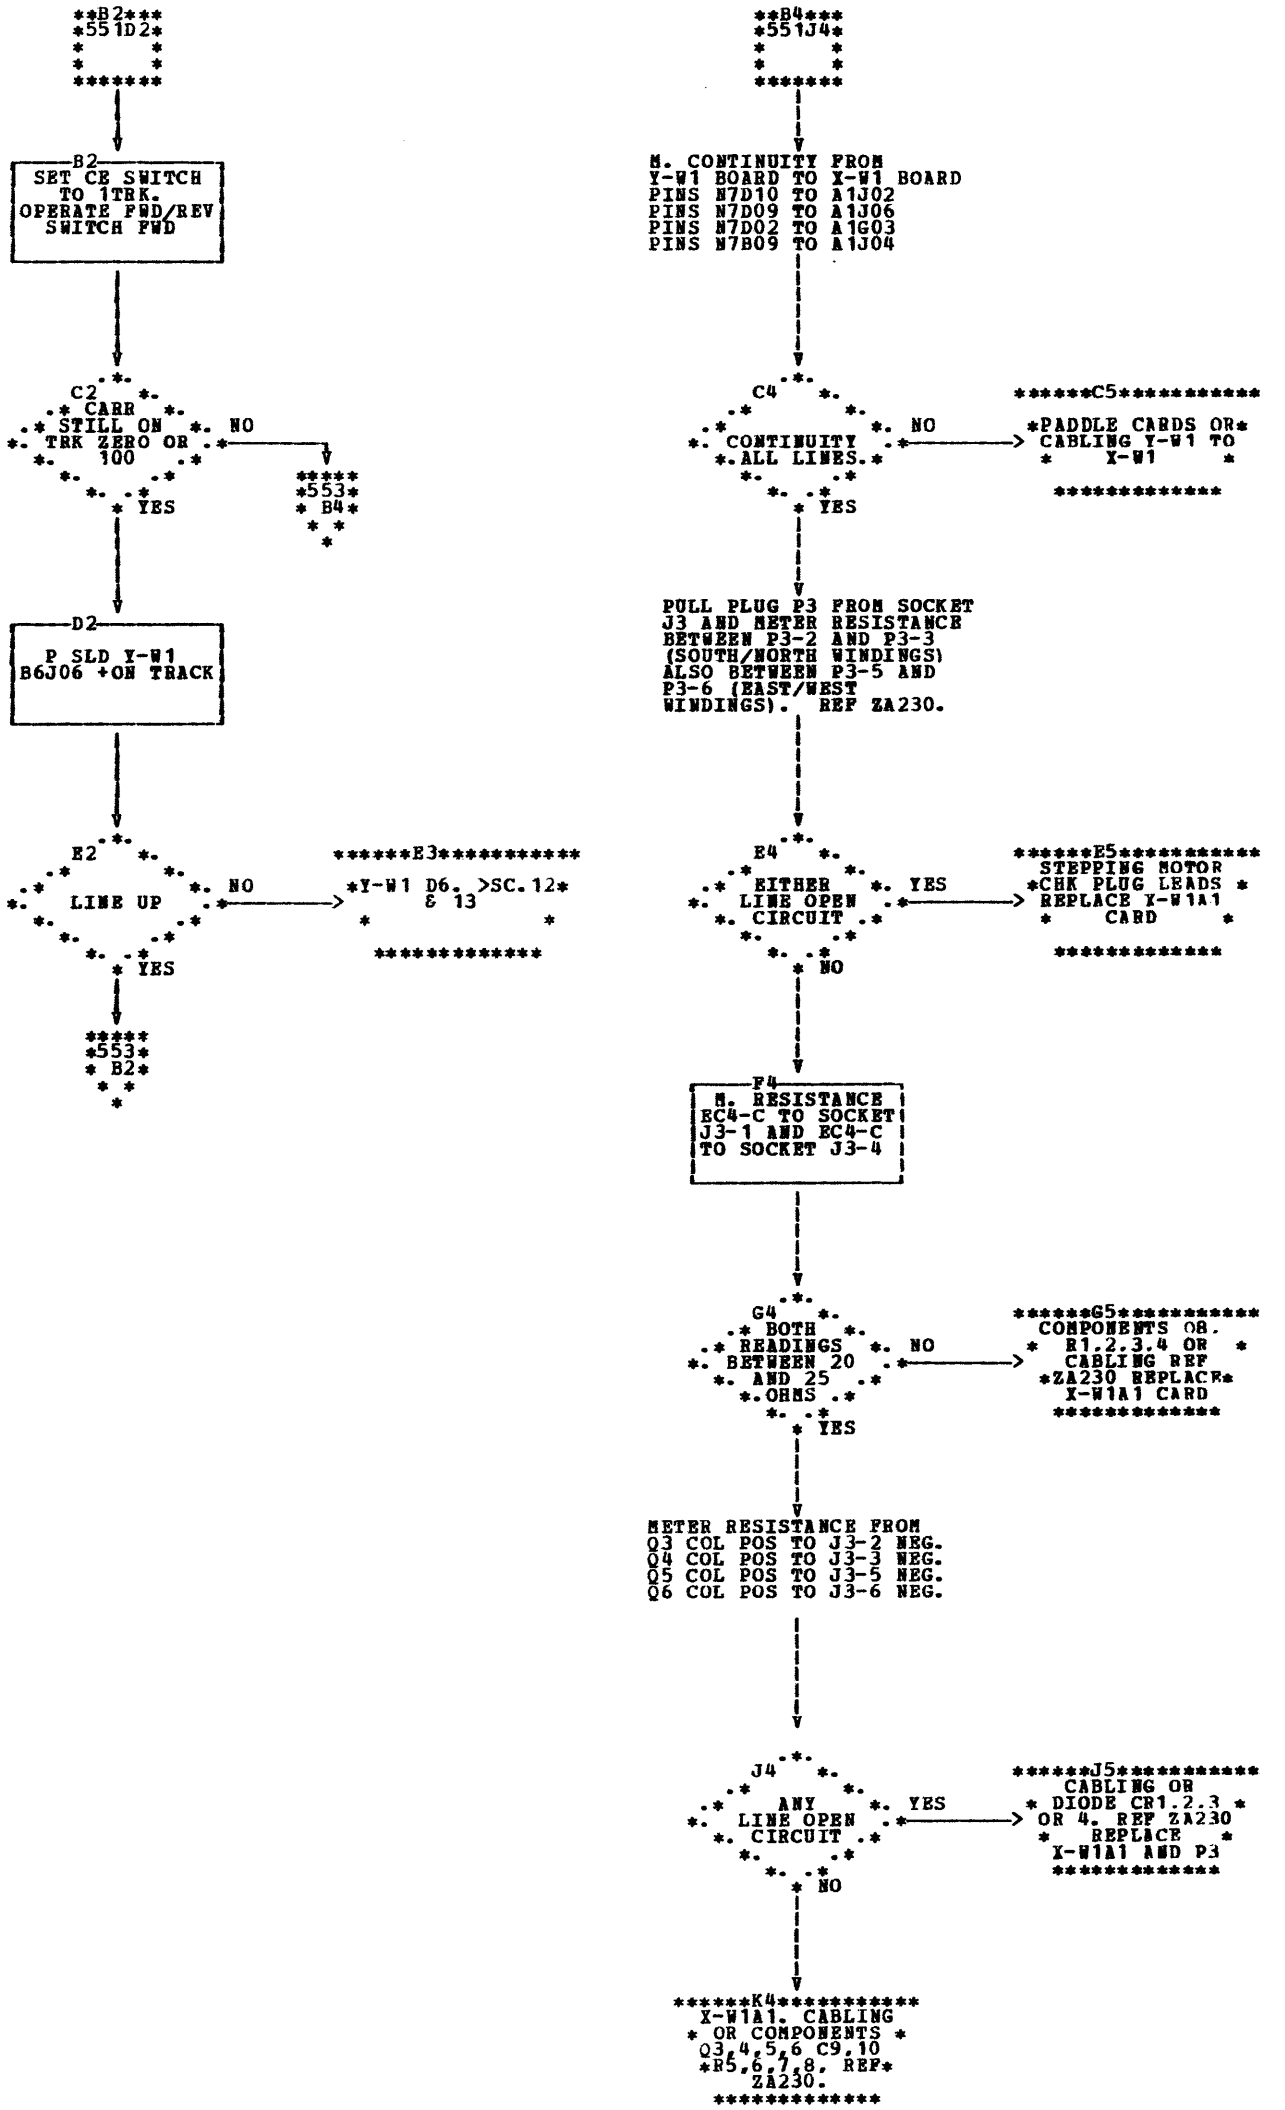 **B2***
*551D2*
B2
SET CE SWITCH
TO 1TRK.
OPERATE FWD/REV
SWITCH FWD
C2
CARR
STILL ON
TRK ZERO OR
100
NO
*553*
* B4*
YES
D2
P SLD Y-W1
B6J06 +ON TRACK
E2
LINE UP
NO
******E3***********
*Y-W1 D6. >SC.12*
& 13
YES
*553*
* B2*
**B4***
*551J4*
M. CONTINUITY FROM
Y-W1 BOARD TO X-W1 BOARD
PINS N7D10 TO A1J02
PINS N7D09 TO A1J06
PINS N7D02 TO A1G03
PINS N7B09 TO A1J04
C4
CONTINUITY
ALL LINES.
NO
******C5***********
*PADDLE CARDS OR*
CABLING Y-W1 TO
* X-W1 *
YES
PULL PLUG P3 FROM SOCKET
J3 AND METER RESISTANCE
BETWEEN P3-2 AND P3-3
(SOUTH/NORTH WINDINGS)
ALSO BETWEEN P3-5 AND
P3-6 (EAST/WEST
WINDINGS). REF ZA230.
E4
EITHER
LINE OPEN
CIRCUIT
YES
******E5***********
STEPPING MOTOR
*CHK PLUG LEADS *
REPLACE X-W1A1
* CARD *
NO
F4
M. RESISTANCE
EC4-C TO SOCKET
J3-1 AND EC4-C
TO SOCKET J3-4
G4
BOTH
READINGS
BETWEEN 20
AND 25
OHMS
NO
******G5***********
COMPONENTS OB.
* R1.2.3.4 OR *
CABLING REF
*ZA230 REPLACE*
X-W1A1 CARD
YES
METER RESISTANCE FROM
Q3 COL POS TO J3-2 NEG.
Q4 COL POS TO J3-3 NEG.
Q5 COL POS TO J3-5 NEG.
Q6 COL POS TO J3-6 NEG.
J4
ANY
LINE OPEN
CIRCUIT
YES
******J5***********
CABLING OR
* DIODE CR1.2.3 *
OR 4. REF ZA230
* REPLACE *
X-W1A1 AND P3
NO
******K4***********
X-W1A1. CABLING
* OR COMPONENTS *
Q3,4,5,6 C9,10
*R5,6,7,8. REF*
ZA230.